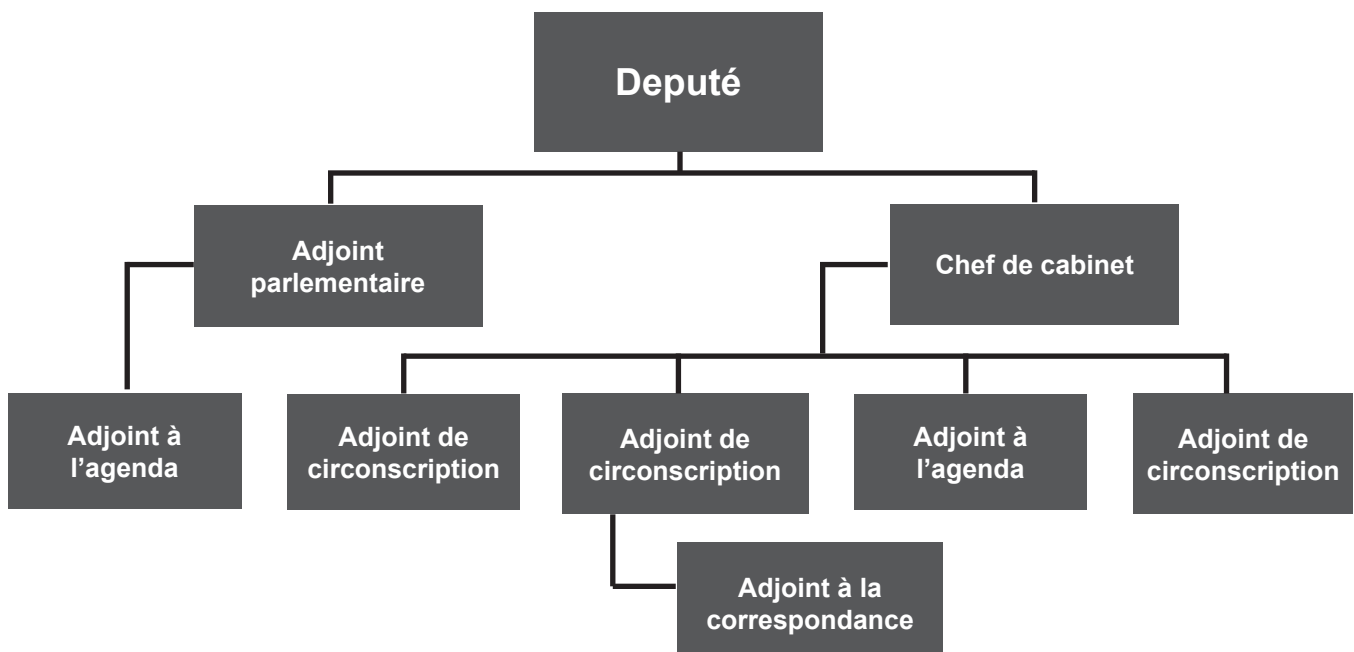 Deputé
Adjoint
parlementaire
Chef de cabinet
Adjoint à
l’agenda
Adjoint de
circonscription
Adjoint de
circonscription
Adjoint à
l’agenda
Adjoint de
circonscription
Adjoint à la
correspondance